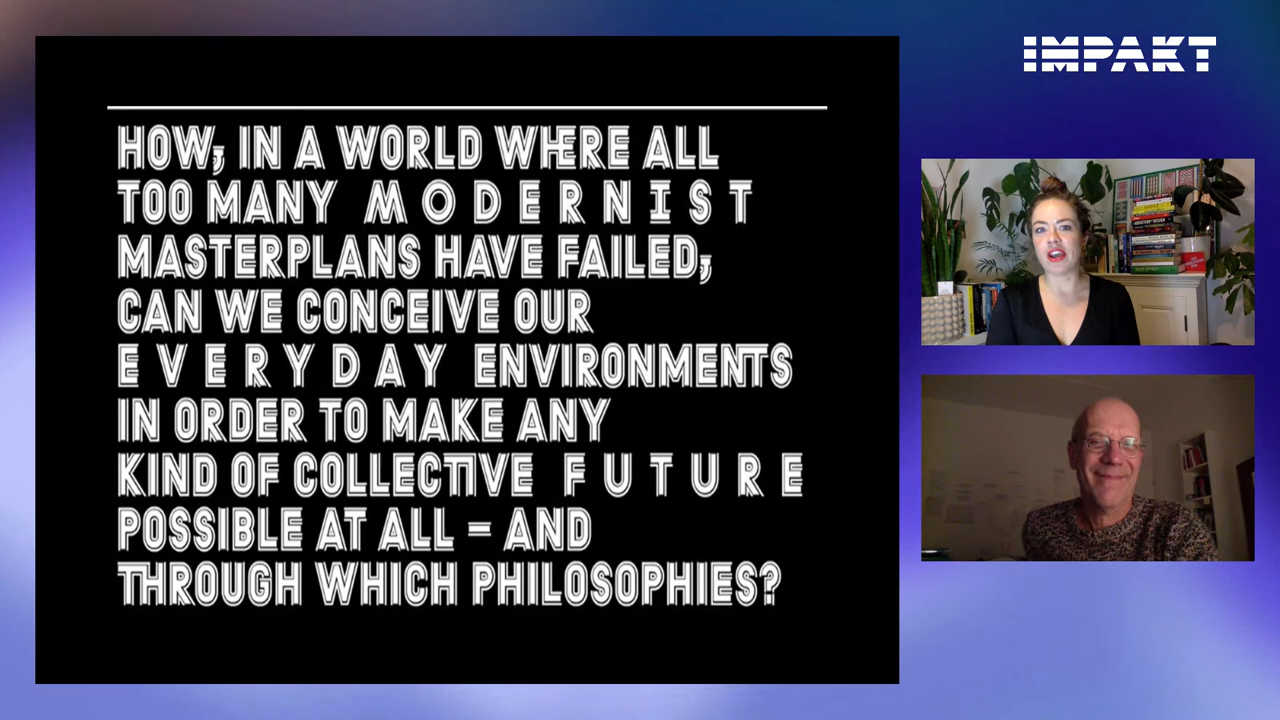 HOW, IN A WORLD WHERE ALL
TOO MANY MODERNIST
MASTERPLANS HAVE FAILED,
CAN WE CONCEIVE OUR
EVERYDAY ENVIRONMENTS
IN ORDER TO MAKE ANY
KIND OF COLLECTIVE FUTURE
POSSIBLE AT ALL – AND
THROUGH WHICH PHILOSOPHIES?
IMPAKT